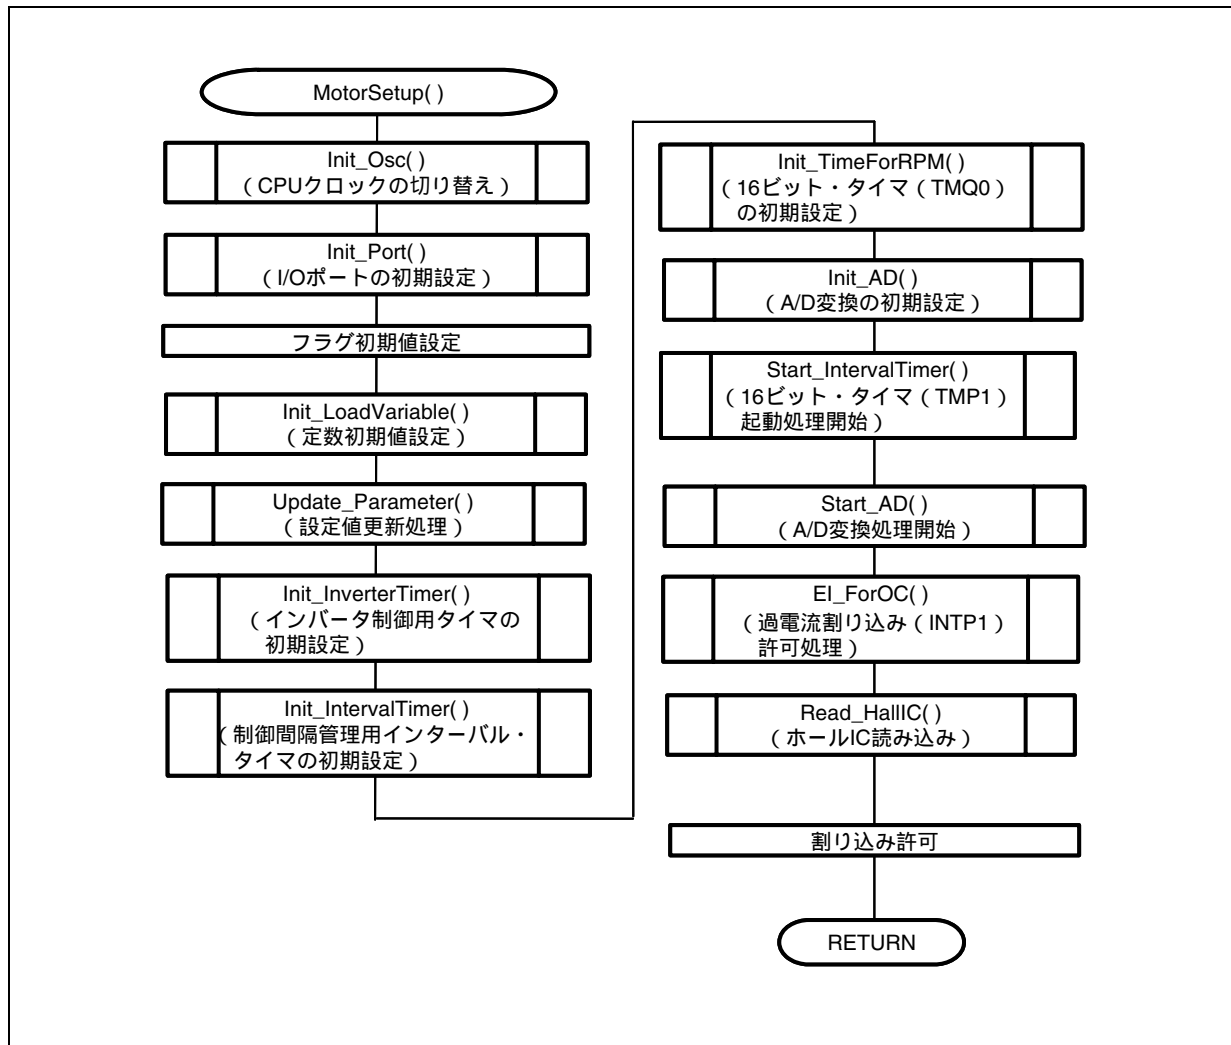 MotorSetup( )
Init_Osc( )
（CPUクロックの切り替え）
Init_Port( )
（I/Oポートの初期設定）
フラグ初期値設定
Init_LoadVariable( )
（定数初期値設定）
Update_Parameter( )
（設定値更新処理）
Init_InverterTimer( )
（インバータ制御用タイマの
初期設定）
Init_IntervalTimer( )
（制御間隔管理用インターバル・
タイマの初期設定）
Init_TimeForRPM( )
（16ビット・タイマ（TMQ0）
の初期設定）
Init_AD( )
（A/D変換の初期設定）
Start_IntervalTimer( )
（16ビット・タイマ（TMP1）
起動処理開始）
Start_AD( )
（A/D変換処理開始）
EI_ForOC( )
（過電流割り込み（INTP1）
許可処理）
Read_HallIC( )
（ホールIC読み込み）
割り込み許可
RETURN